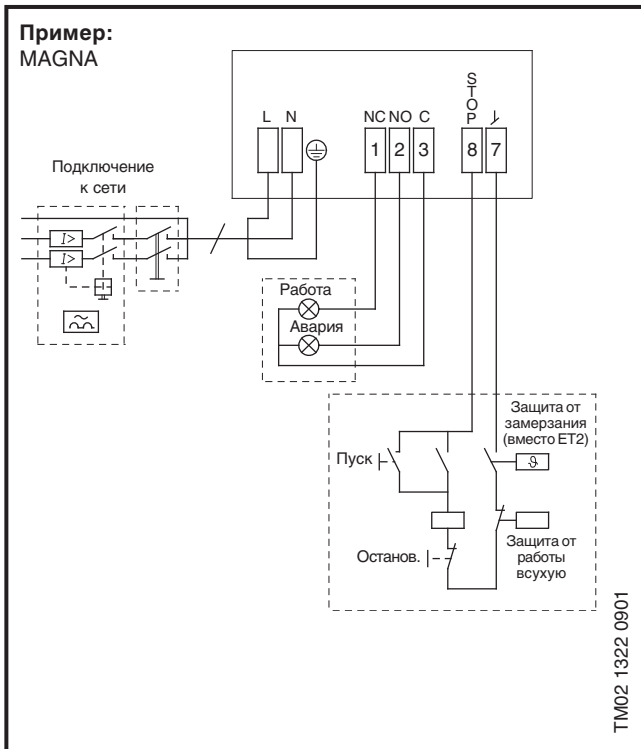 Пример:
MAGNA
STOP
L N
NC NO C
1 2 3
8 7
Подключение
к сети
I>
I>
Работа
Авария
Пуск
Защита от
замерзания
(вместо ET2)
ϑ
Останов.
Защита от
работы
всухую
TM02 1322 0901